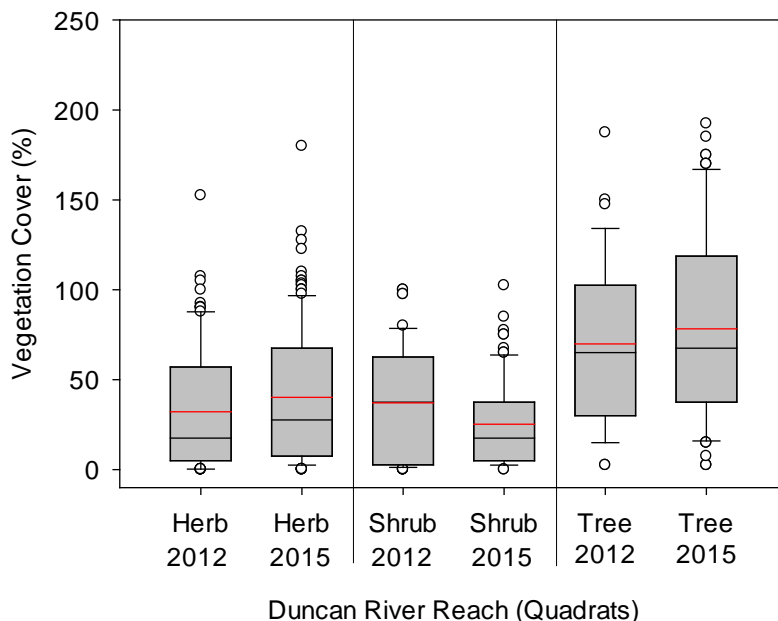 250
200
150
100
50
0
Vegetation Cover (%)
Herb Herb Shrub Shrub Tree Tree
2012 2015 2012 2015 2012 2015
Duncan River Reach (Quadrats)